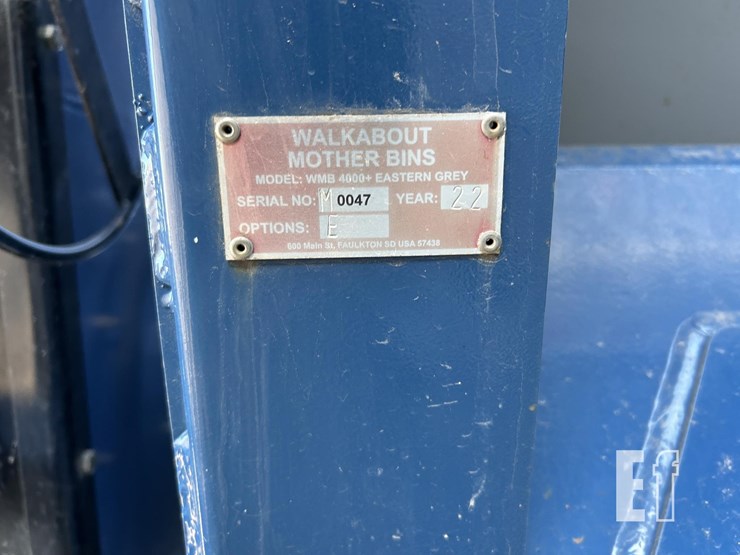 WALKABOUT
MOTHER BINS
MODEL: WMB 4000+ EASTERN GREY
SERIAL NO: M 0047 YEAR: 22
OPTIONS: E
600 Main St. FAULKTON SD USA 57438
Ef